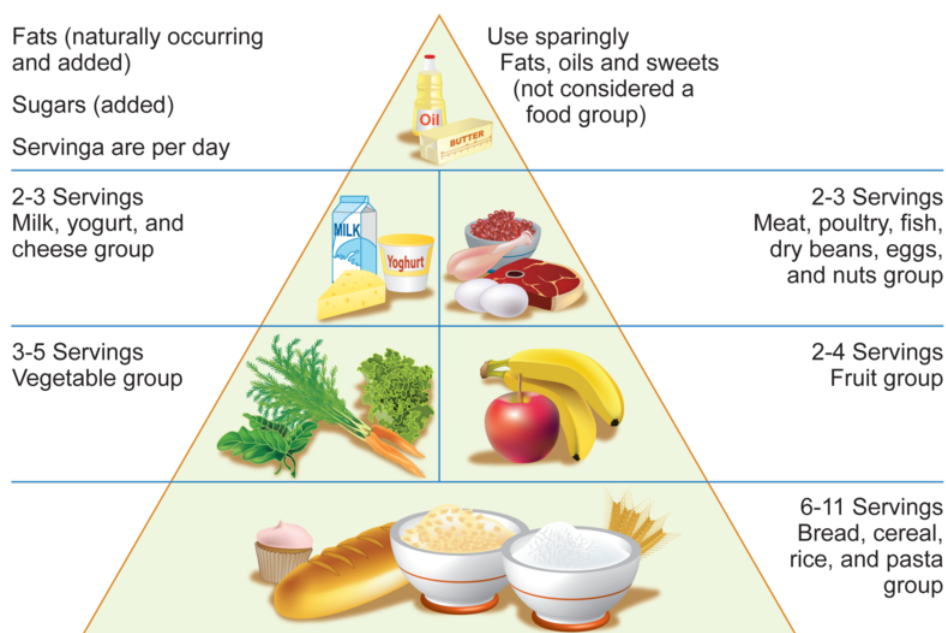 Fats (naturally occurring
and added)
Sugars (added)
Servinga are per day
Use sparingly
Fats, oils and sweets
(not considered a
food group)
Oil
BUTTER
2-3 Servings
Milk, yogurt, and
cheese group
MILK
Yoghurt
2-3 Servings
Meat, poultry, fish,
dry beans, eggs,
and nuts group
3-5 Servings
Vegetable group
2-4 Servings
Fruit group
6-11 Servings
Bread, cereal,
rice, and pasta
group